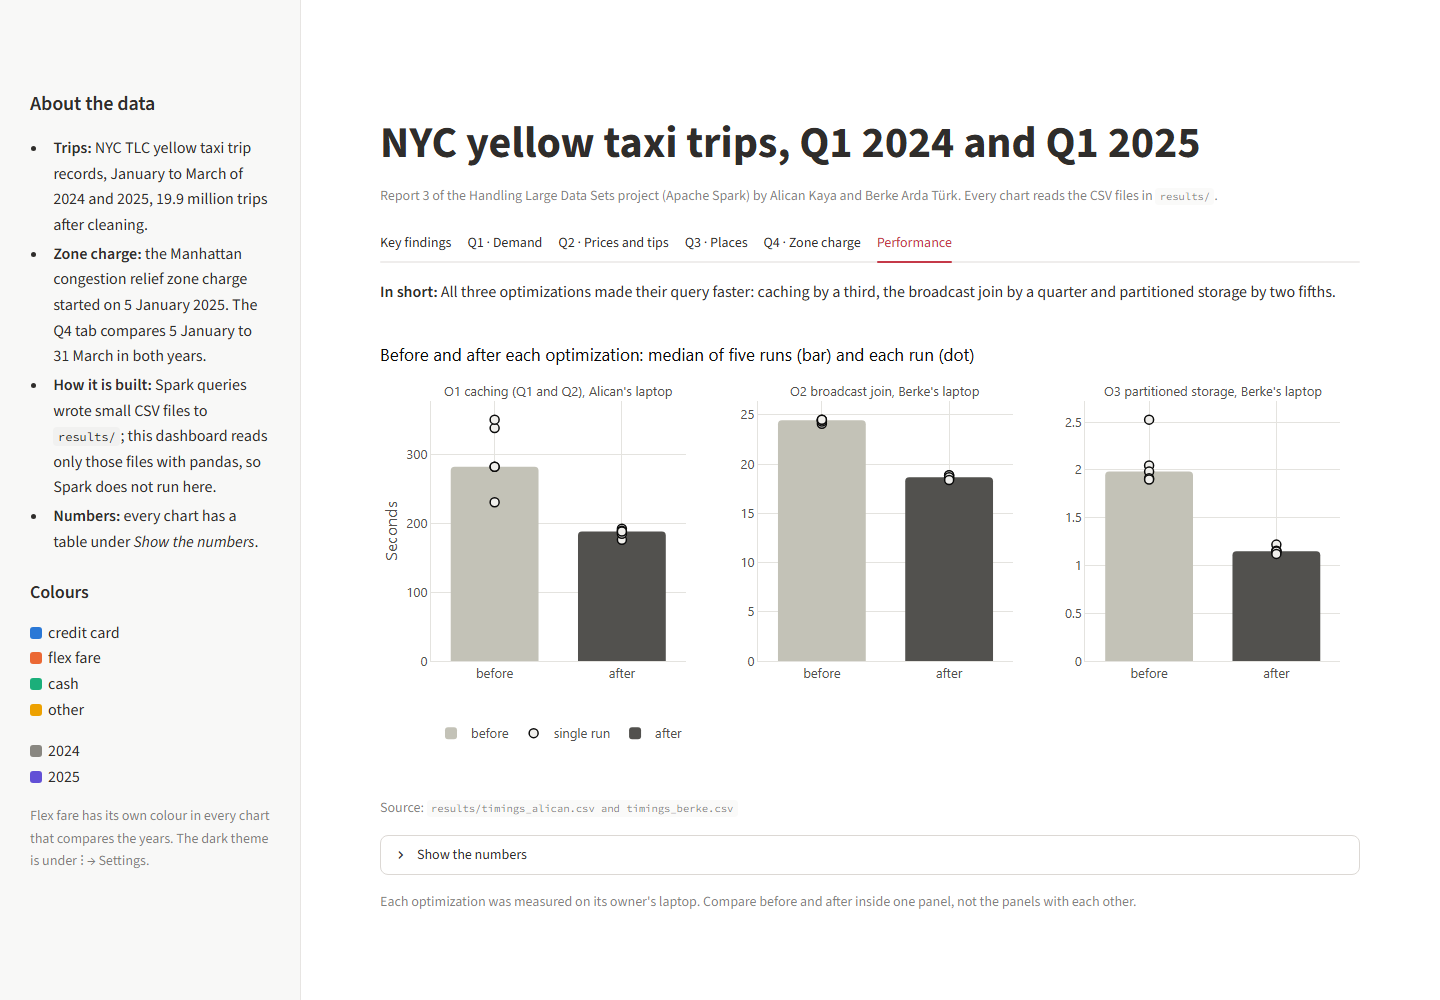 About the data
Trips: NYC TLC yellow taxi trip
records, January to March of
2024 and 2025, 19.9 million trips
after cleaning.
Zone charge: the Manhattan
congestion relief zone charge
started on 5 January 2025. The
Q4 tab compares 5 January to
31 March in both years.
How it is built: Spark queries
wrote small CSV files to
results/ ; this dashboard reads
only those files with pandas, so
Spark does not run here.
Numbers: every chart has a
table under Show the numbers.
Colours
credit card
flex fare
cash
other
2024
2025
Flex fare has its own colour in every chart
that compares the years. The dark theme
is under ⋮ → Settings.
NYC yellow taxi trips, Q1 2024 and Q1 2025
Report 3 of the Handling Large Data Sets project (Apache Spark) by Alican Kaya and Berke Arda Türk. Every chart reads the CSV files in results/ .
Key findings Q1 · Demand Q2 · Prices and tips Q3 · Places Q4 · Zone charge Performance
In short: All three optimizations made their query faster: caching by a third, the broadcast join by a quarter and partitioned storage by two fifths.
Before and after each optimization: median of five runs (bar) and each run (dot)
O1 caching (Q1 and Q2), Alican's laptop
Seconds
300
200
100
0
before after
O2 broadcast join, Berke's laptop
25
20
15
10
5
0
before after
O3 partitioned storage, Berke's laptop
2.5
2
1.5
1
0.5
0
before after
before single run after
Source: results/timings_alican.csv and timings_berke.csv
Show the numbers
Each optimization was measured on its owner's laptop. Compare before and after inside one panel, not the panels with each other.